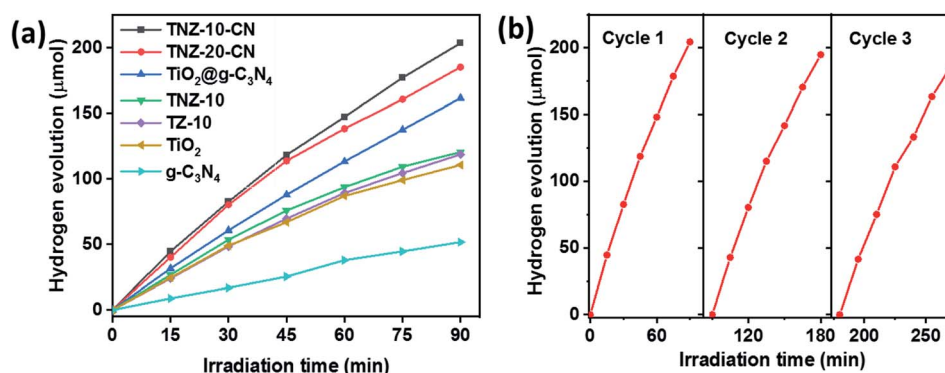 (a)
TNZ-10-CN
TNZ-20-CN
TiO₂@g-C₃N₄
TNZ-10
TZ-10
TiO₂
g-C₃N₄
Hydrogen evolution (μmol)
200
150
100
50
0
0 15 30 45 60 75 90
Irradiation time (min)
(b)
Cycle 1 Cycle 2 Cycle 3
Hydrogen evolution (μmol)
200
150
100
50
0
0 60 120 180 200 250
Irradiation time (min)